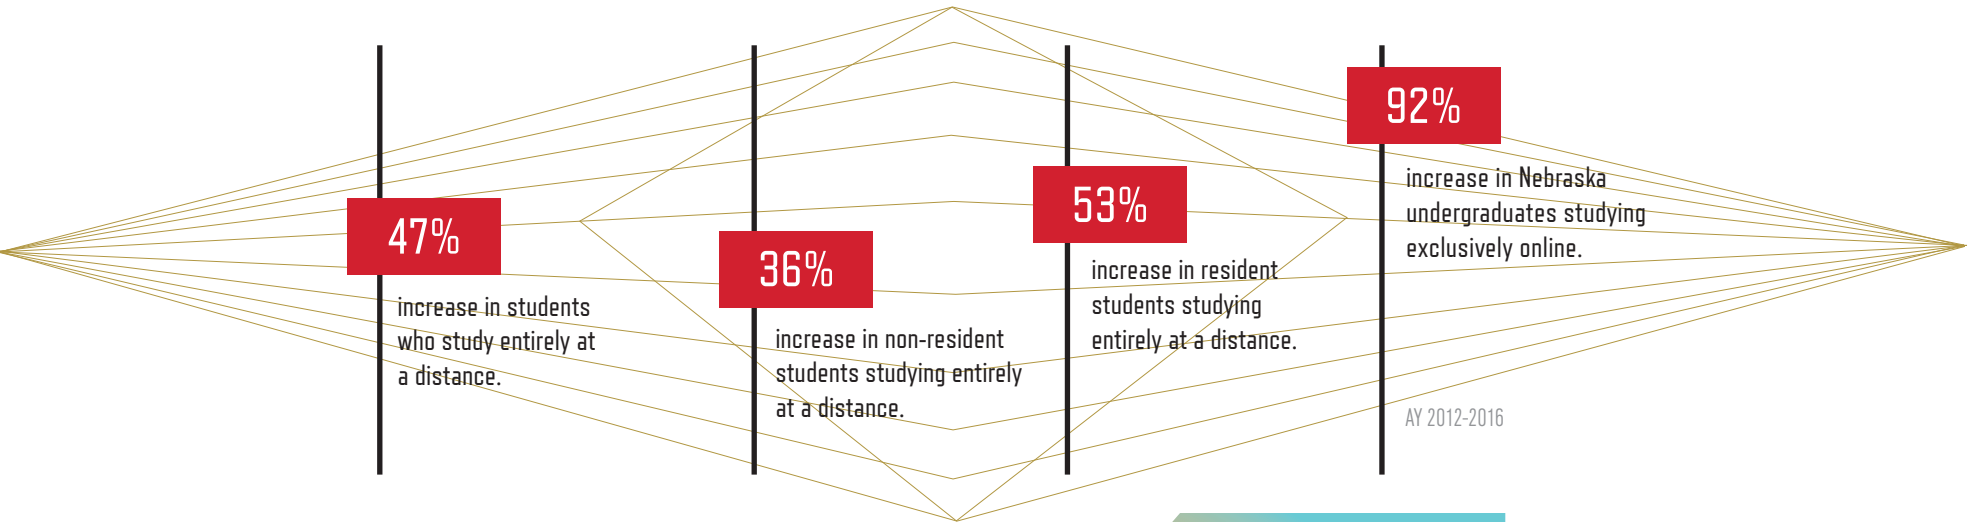 47%
increase in students
who study entirely at
a distance.
36%
increase in non-resident
students studying entirely
at a distance.
53%
increase in resident
students studying
entirely at a distance.
92%
increase in Nebraska
undergraduates studying
exclusively online.
AY 2012-2016